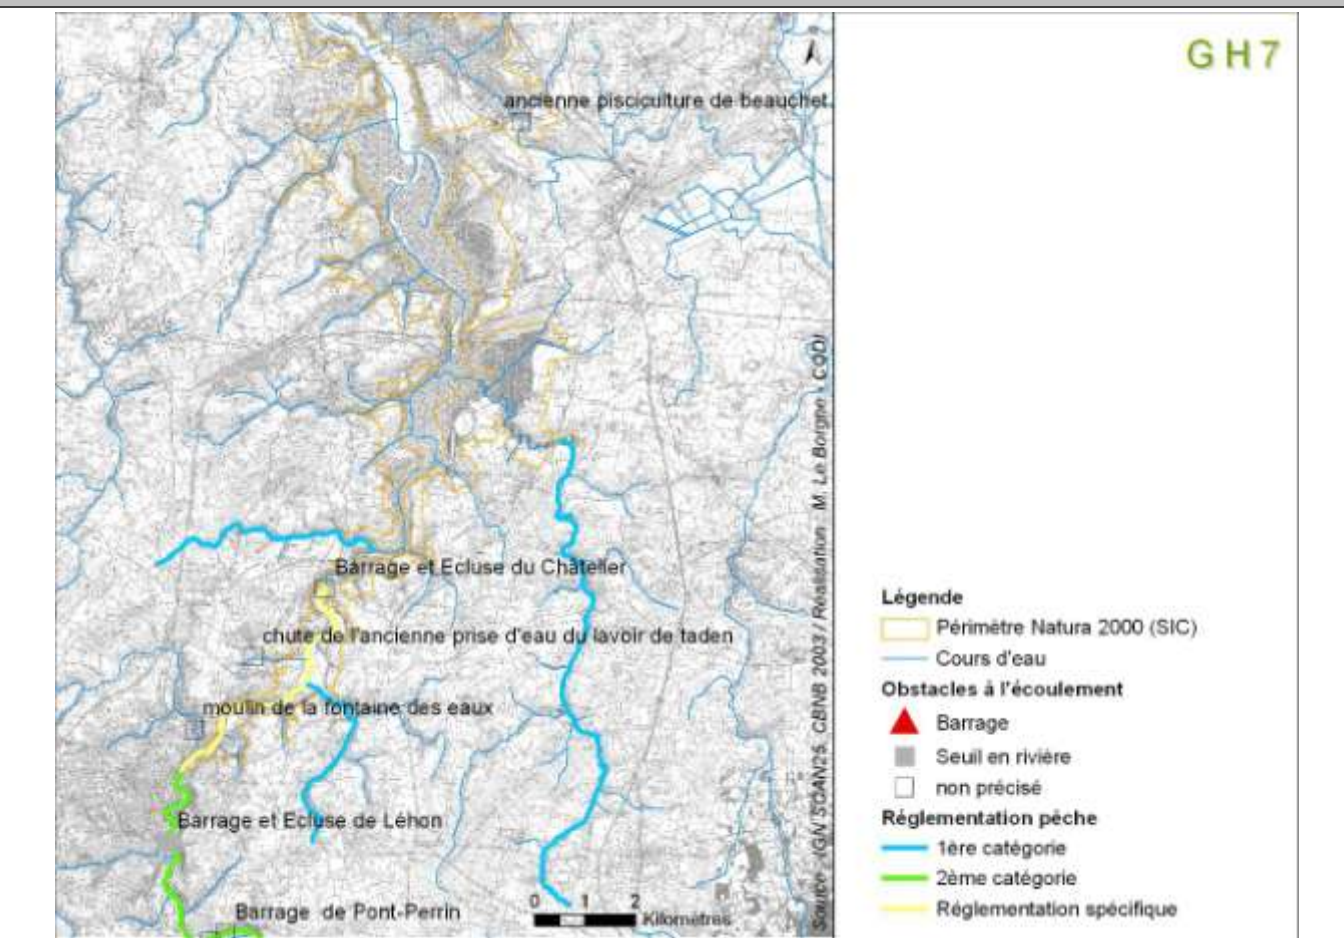 GH7
ancienne pisciculture de beauchet
Barrage et Ecluse du Châtelier
chute de l'ancienne prise d'eau du lavoir de taden
moulin de la fontaine des eaux
Barrage et Ecluse de Léhon
Barrage de Pont-Perrin
0 1 2
Kilomètres
Source : IGN SCAN25, CBNB 2003 / Réalisation : M. Le Borgne - CODI
Légende
Périmètre Natura 2000 (SIC)
Cours d'eau
Obstacles à l'écoulement
Barrage
Seuil en rivière
non précisé
Réglementation pêche
1ère catégorie
2ème catégorie
Réglementation spécifique